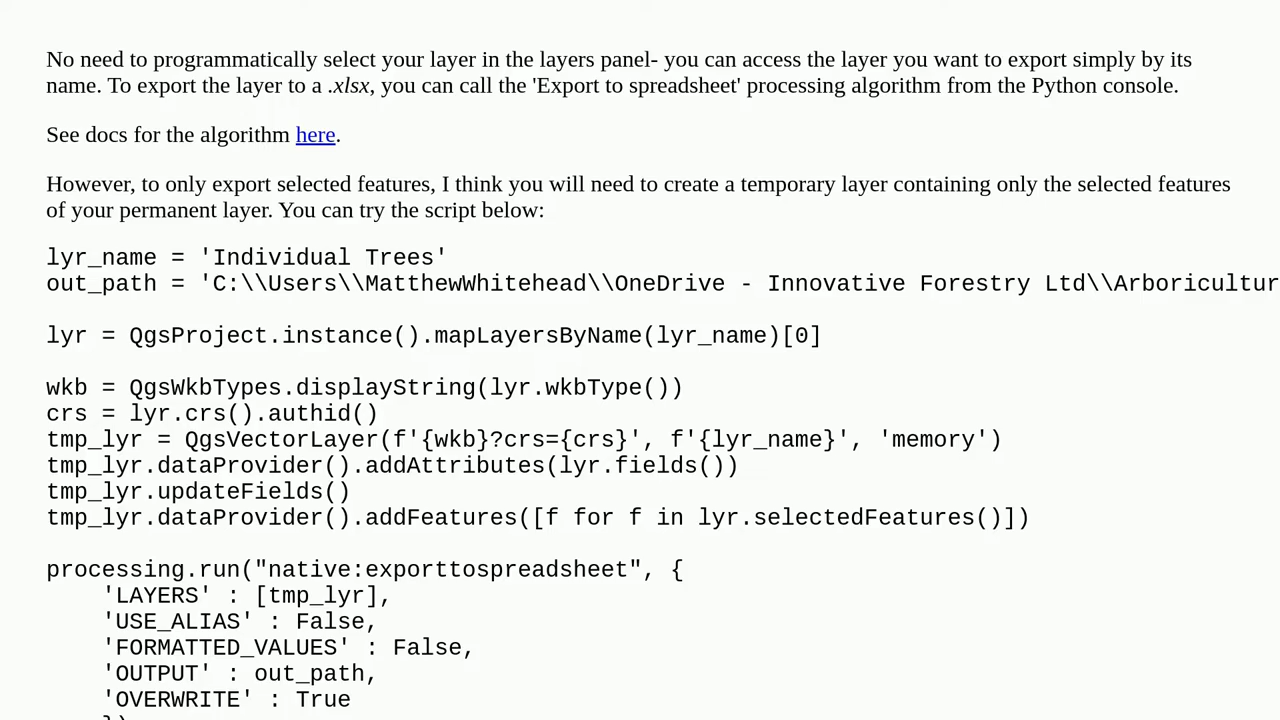 No need to programmatically select your layer in the layers panel- you can access the layer you want to export simply by its
name. To export the layer to a .xlsx, you can call the 'Export to spreadsheet' processing algorithm from the Python console.
See docs for the algorithm here.
However, to only export selected features, I think you will need to create a temporary layer containing only the selected features
of your permanent layer. You can try the script below:
lyr_name = 'Individual Trees'
out_path = 'C:\\Users\\MatthewWhitehead\\OneDrive - Innovative Forestry Ltd\\Arboricultur
lyr = QgsProject.instance().mapLayersByName(lyr_name)[0]
wkb = QgsWkbTypes.displayString(lyr.wkbType())
crs = lyr.crs().authid()
tmp_lyr = QgsVectorLayer(f'{wkb}?crs={crs}', f'{lyr_name}', 'memory')
tmp_lyr.dataProvider().addAttributes(lyr.fields())
tmp_lyr.updateFields()
tmp_lyr.dataProvider().addFeatures([f for f in lyr.selectedFeatures()])
processing.run("native:exporttospreadsheet", {
    'LAYERS' : [tmp_lyr],
    'USE_ALIAS' : False,
    'FORMATTED_VALUES' : False,
    'OUTPUT' : out_path,
    'OVERWRITE' : True
    })